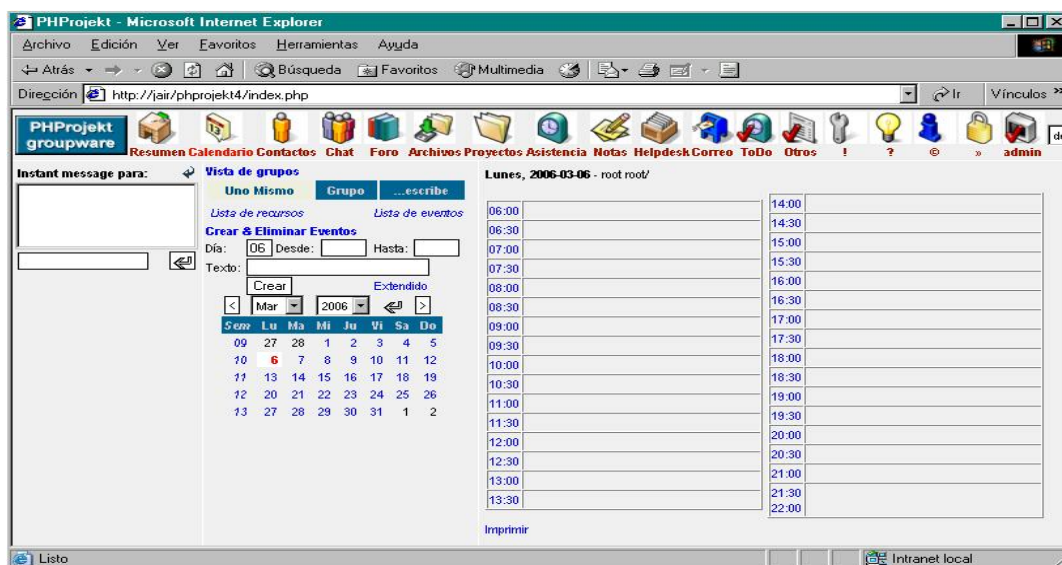 PHProjekt - Microsoft Internet Explorer
Archivo Edición Ver Favoritos Herramientas Ayuda
Atrás Búsqueda Favoritos Multimedia
Dirección http://jair/phprojekt4/index.php Ir Vínculos »
PHProjekt
groupware
Resumen Calendario Contactos Chat Foro Archivos Proyectos Asistencia Notas Helpdesk Correo ToDo Otros ! ? © » admin
Instant message para:
Vista de grupos
Uno Mismo Grupo ...escribe
Lista de recursos Lista de eventos
Crear & Eliminar Eventos
Día: 06 Desde: Hasta:
Texto:
Crear Extendido
< Mar 2006 >
Sem Lu Ma Mi Ju Vi Sa Do
09 27 28 1 2 3 4 5
10 6 7 8 9 10 11 12
11 13 14 15 16 17 18 19
12 20 21 22 23 24 25 26
13 27 28 29 30 31 1 2
Lunes, 2006-03-06 - root root/
06:00
06:30
07:00
07:30
08:00
08:30
09:00
09:30
10:00
10:30
11:00
11:30
12:00
12:30
13:00
13:30
14:00
14:30
15:00
15:30
16:00
16:30
17:00
17:30
18:00
18:30
19:00
19:30
20:00
20:30
21:00
21:30
22:00
Imprimir
Listo Intranet local